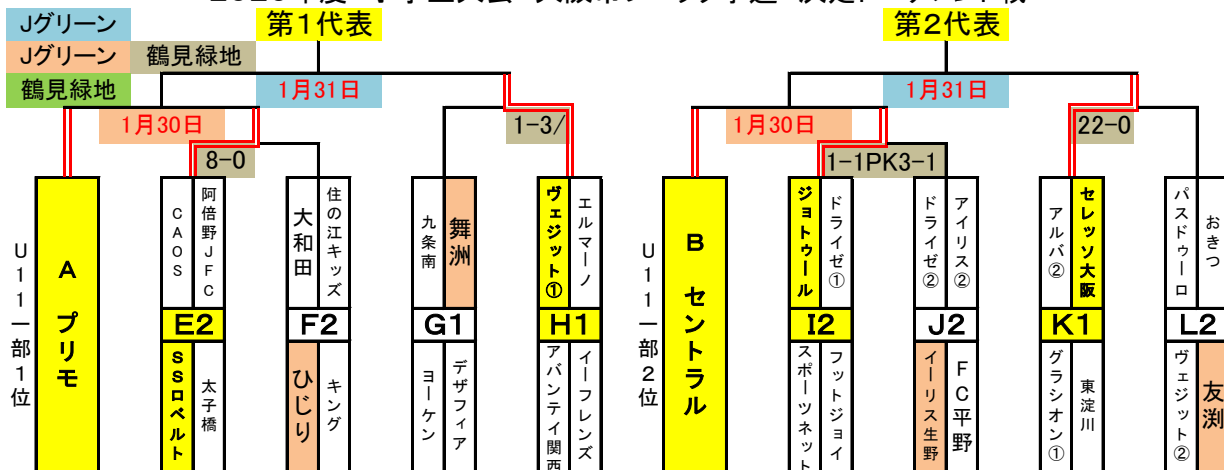 Jグリーン
第1代表
第2代表
Jグリーン
鶴見緑地
鶴見緑地
1月31日
1月31日
1月30日
1-3/
1月30日
22-0
8-0
1-1PK3-1
U11一部1位
A プリモ
CAOS
阿倍野JFC
大和田
住の江キッズ
九条南
舞洲
ヴェジット①
エルマーノ
U11一部2位
B セントラル
ジョトゥール
ドライゼ①
ドライゼ②
アイリス②
アルバ②
セレッソ大阪
パスドゥーロ
おきつ
E2
F2
G1
H1
I2
J2
K1
L2
SSロベルト
太子橋
ひじり
キング
ヨーケン
デザフィア
アバンティ関西
イーフレンズ
スポーツネット
フットジョイ
イーリス生野
FC平野
グラシオン①
東淀川
ヴェジット②
友渕